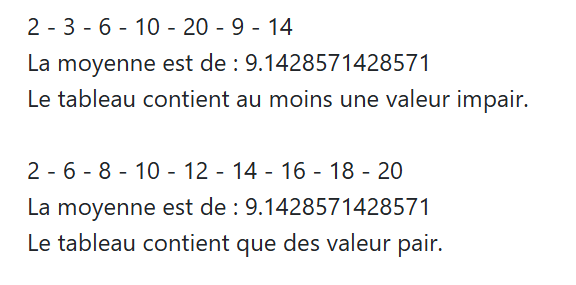 2 - 3 - 6 - 10 - 20 - 9 - 14
La moyenne est de : 9.1428571428571
Le tableau contient au moins une valeur impair.
2 - 6 - 8 - 10 - 12 - 14 - 16 - 18 - 20
La moyenne est de : 9.1428571428571
Le tableau contient que des valeur pair.